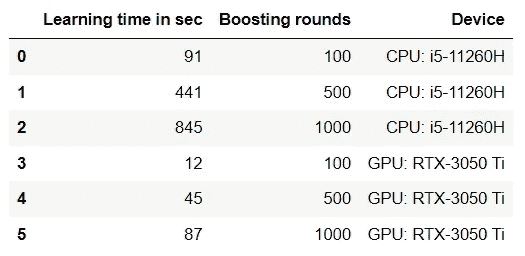 Learning time in sec Boosting rounds Device
0 91 100 CPU: i5-11260H
1 441 500 CPU: i5-11260H
2 845 1000 CPU: i5-11260H
3 12 100 GPU: RTX-3050 Ti
4 45 500 GPU: RTX-3050 Ti
5 87 1000 GPU: RTX-3050 Ti